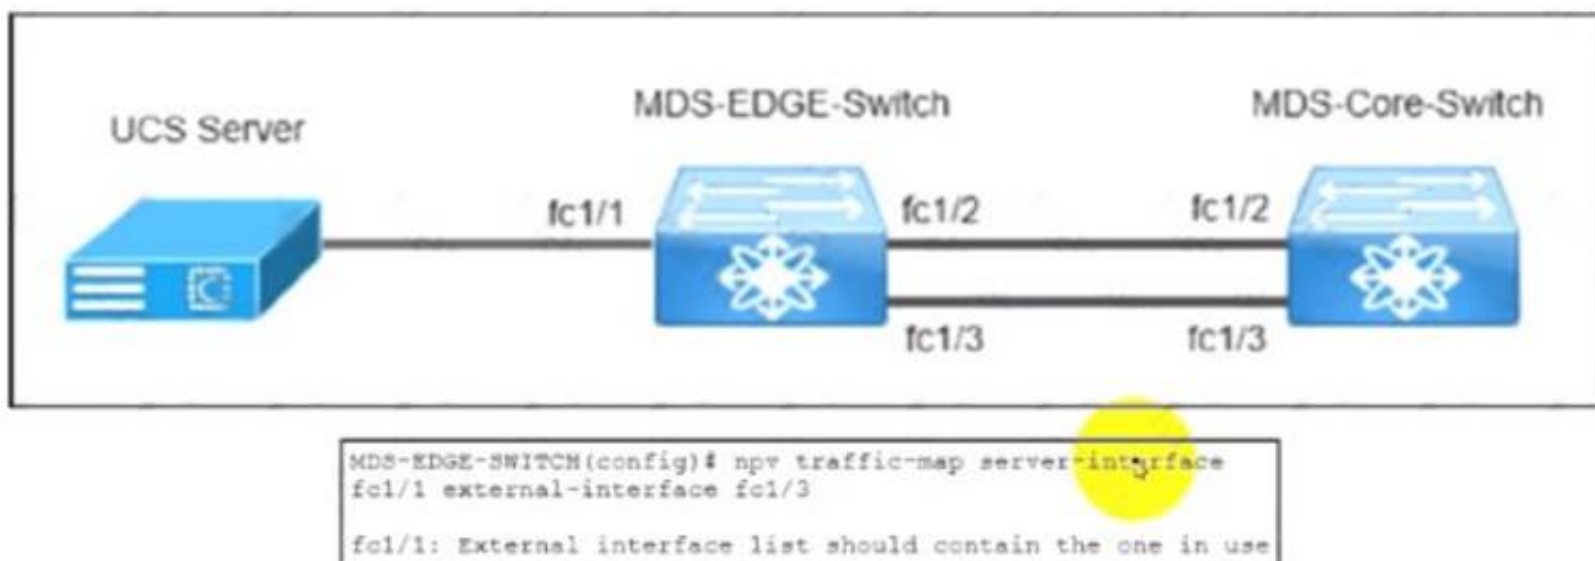 UCS Server
MDS-EDGE-Switch
MDS-Core-Switch
fc1/1
fc1/2
fc1/2
fc1/3
fc1/3
MDS-EDGE-SWITCH(config)# npv traffic-map server-interface
fc1/1 external-interface fc1/3
fc1/1: External interface list should contain the one in use